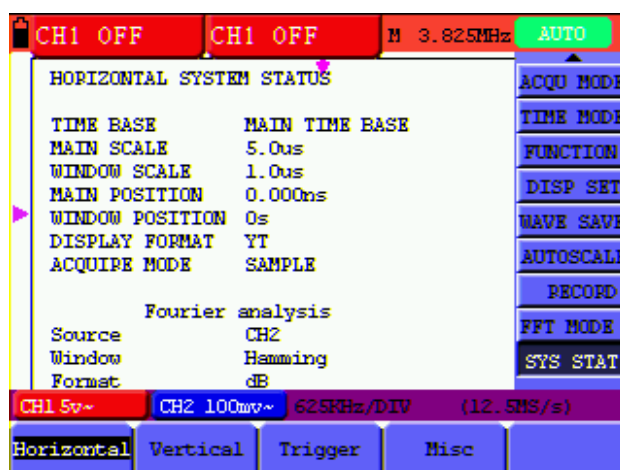 CH1 OFF CH1 OFF M 3.825MHz AUTO
HORIZONTAL SYSTEM STATUS
TIME BASE MAIN TIME BASE
MAIN SCALE 5.0us
WINDOW SCALE 1.0us
MAIN POSITION 0.000ns
WINDOW POSITION 0s
DISPLAY FORMAT YT
ACQUIRE MODE SAMPLE
Fourier analysis
Source CH2
Window Hamming
Format dB
ACQU MODE
TIME MODE
FUNCTION
DISP SET
WAVE SAVE
AUTOSCALE
RECORD
FFT MODE
SYS STAT
CH1 5v~ CH2 100mv~ 625KHz/DIV (12.5MS/s)
Horizontal Vertical Trigger Misc